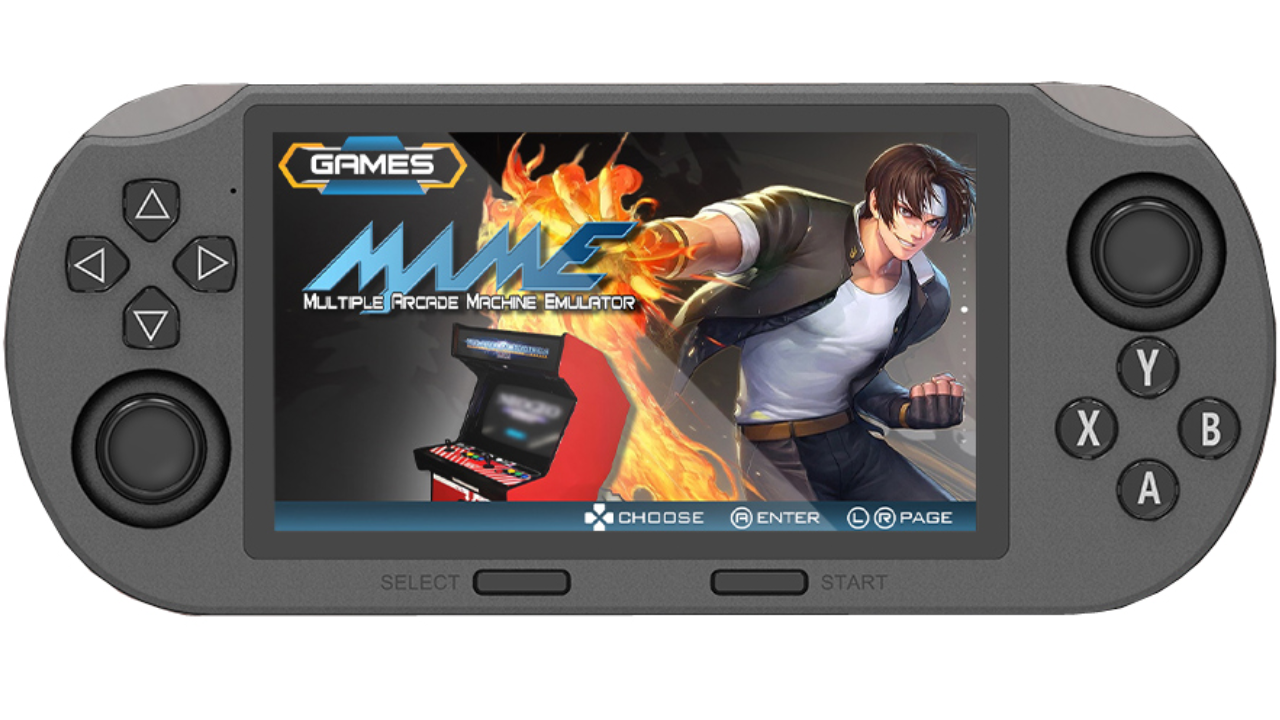 GAMES
MAME
MULTIPLE ARCADE MACHINE EMULATOR
CHOOSE A ENTER L R PAGE
Y
X B
A
SELECT START